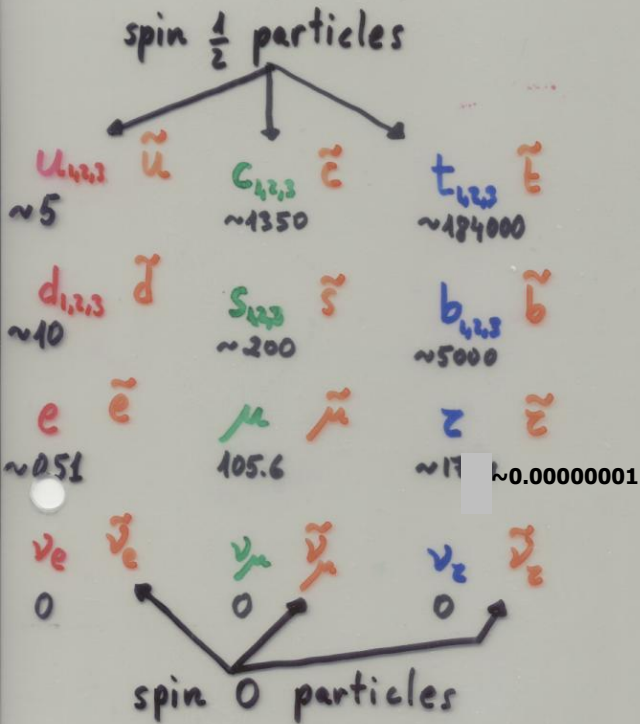 spin 1/2 particles
u1,2,3 ũ c1,2,3 c̃ t1,2,3 t̃
~5 ~1350 ~184000
d1,2,3 d̃ s1,2,3 s̃ b1,2,3 b̃
~10 ~200 ~5000
e ẽ μ μ̃ τ τ̃
~0.51 105.6 ~0.00000001
νe ν̃e νμ ν̃μ ντ ν̃τ
0 0 0
spin 0 particles